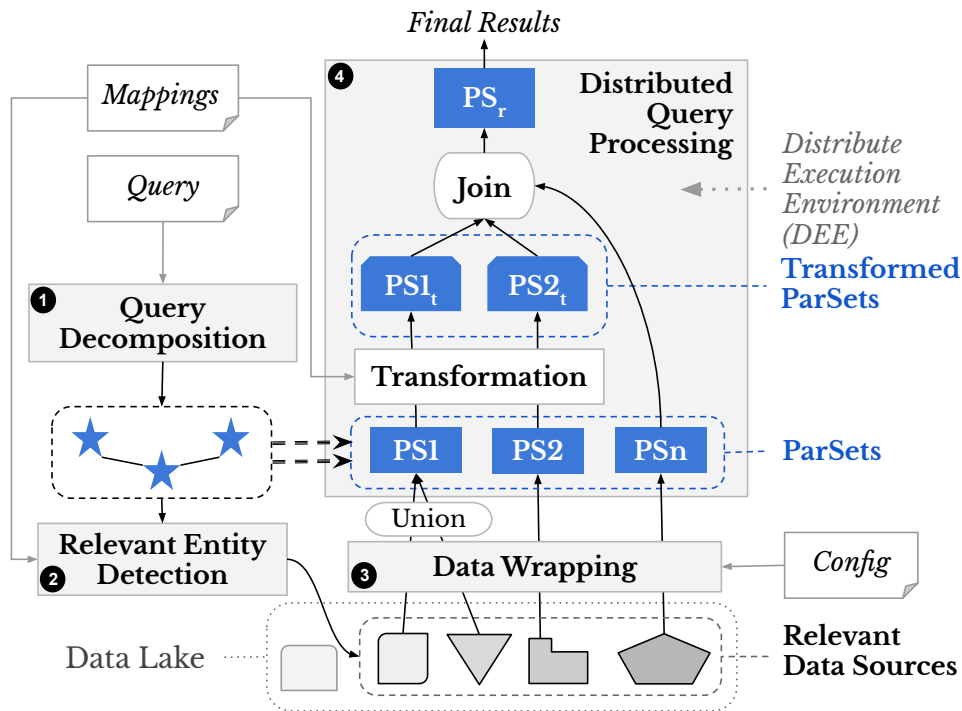 Final Results
4
Mappings
PSr
Distributed
Query
Processing
Query
Join
Distribute
Execution
Environment
(DEE)
PS1t
PS2t
Transformed
ParSets
1
Query
Decomposition
Transformation
PS1
PS2
PSn
ParSets
Union
Relevant Entity
Detection
2
3
Data Wrapping
Config
Data Lake
Relevant
Data Sources